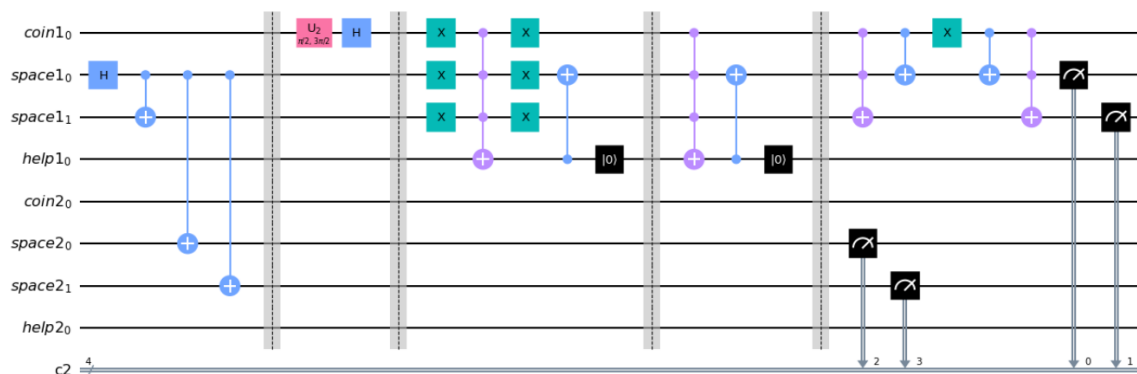 coin1₀ U₂ H X X X
π/2, 3π/2
space1₀ H X X
space1₁ X X
help1₀ |0⟩ |0⟩
coin2₀
space2₀
space2₁
help2₀
c2 4 2 3 0 1